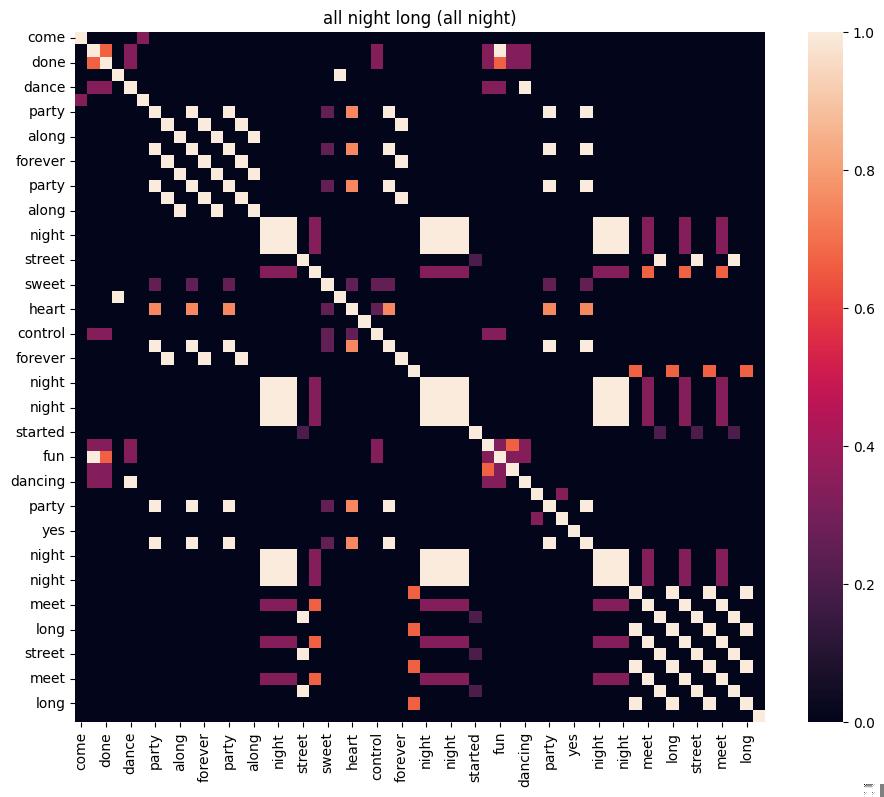 all night long (all night)
come
done
dance
party
along
forever
party
along
night
street
sweet
heart
control
forever
night
night
started
fun
dancing
party
yes
night
night
meet
long
street
meet
long
1.0
0.8
0.6
0.4
0.2
0.0
come
done
dance
party
along
forever
party
along
night
street
sweet
heart
control
forever
night
night
started
fun
dancing
party
yes
night
night
meet
long
street
meet
long